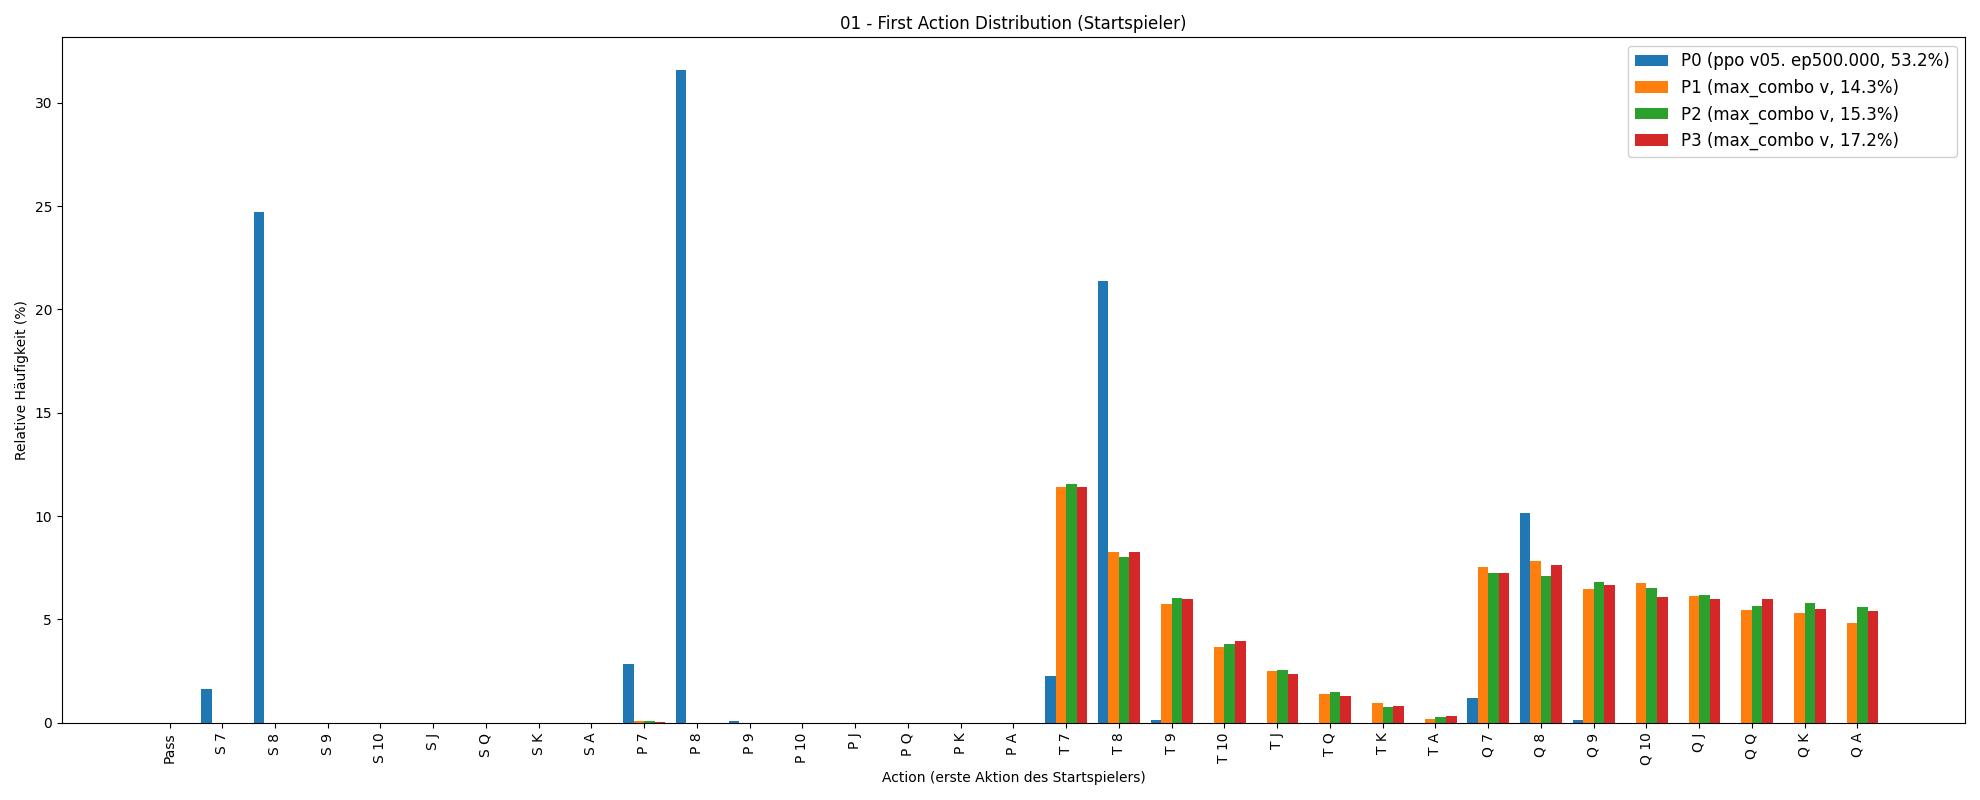 01 - First Action Distribution (Startspieler)
P0 (ppo v05. ep500.000, 53.2%)
P1 (max_combo v, 14.3%)
P2 (max_combo v, 15.3%)
P3 (max_combo v, 17.2%)
Relative Häufigkeit (%)
30
25
20
15
10
5
0
Pass
S 7
S 8
S 9
S 10
S J
S Q
S K
S A
P 7
P 8
P 9
P 10
P J
P Q
P K
P A
T 7
T 8
T 9
T 10
T J
T Q
T K
T A
Q 7
Q 8
Q 9
Q 10
Q J
Q Q
Q K
Q A
Action (erste Aktion des Startspielers)